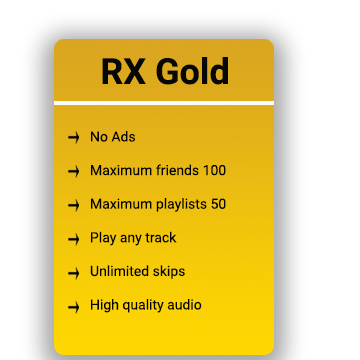 RX Gold
No Ads
Maximum friends 100
Maximum playlists 50
Play any track
Unlimited skips
High quality audio